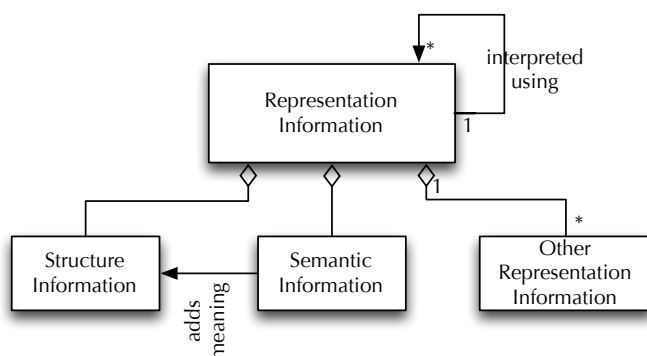 *
interpreted
using
Representation
Information
1
1
*
Structure
Information
Semantic
Information
Other
Representation
Information
adds
meaning